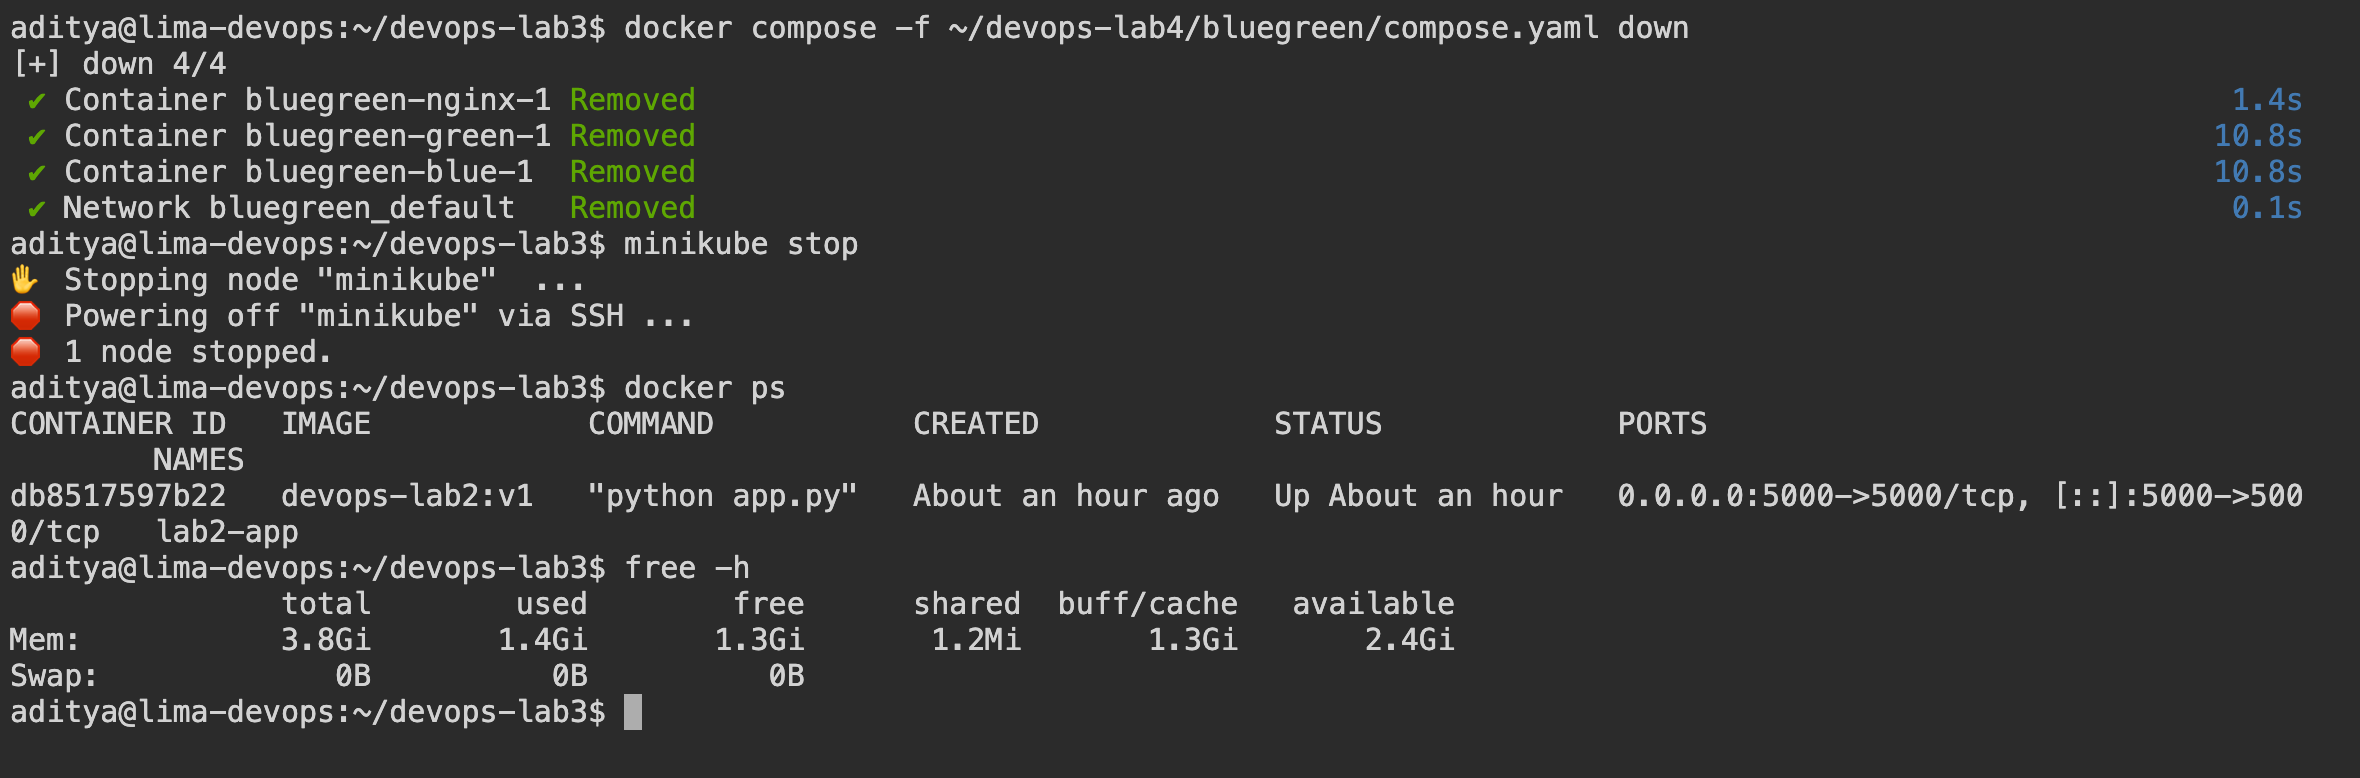 aditya@lima-devops:~/devops-lab3$ docker compose -f ~/devops-lab4/bluegreen/compose.yaml down
[+] down 4/4
 ✔ Container bluegreen-nginx-1 Removed 1.4s
 ✔ Container bluegreen-green-1 Removed 10.8s
 ✔ Container bluegreen-blue-1  Removed 10.8s
 ✔ Network bluegreen_default   Removed 0.1s
aditya@lima-devops:~/devops-lab3$ minikube stop
✋  Stopping node "minikube"  ...
🛑  Powering off "minikube" via SSH ...
🛑  1 node stopped.
aditya@lima-devops:~/devops-lab3$ docker ps
CONTAINER ID   IMAGE            COMMAND           CREATED             STATUS             PORTS
        NAMES
db8517597b22   devops-lab2:v1   "python app.py"   About an hour ago   Up About an hour   0.0.0.0:5000->5000/tcp, [::]:5000->500
0/tcp   lab2-app
aditya@lima-devops:~/devops-lab3$ free -h
               total        used        free      shared  buff/cache   available
Mem:           3.8Gi       1.4Gi       1.3Gi       1.2Mi       1.3Gi       2.4Gi
Swap:             0B          0B          0B
aditya@lima-devops:~/devops-lab3$